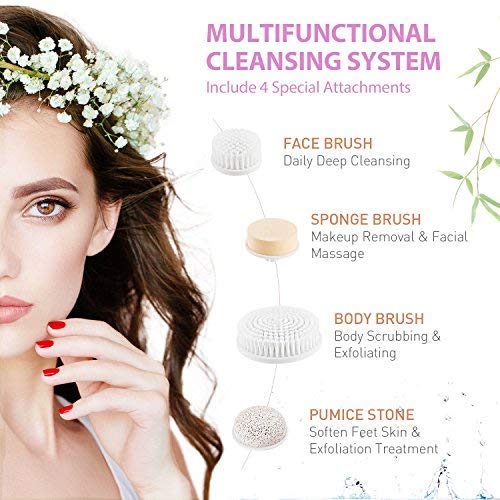 MULTIFUNCTIONAL
CLEANSING SYSTEM
Include 4 Special Attachments
FACE BRUSH
Daily Deep Cleansing
SPONGE BRUSH
Makeup Removal & Facial
Massage
BODY BRUSH
Body Scrubbing &
Exfoliating
PUMICE STONE
Soften Feet Skin &
Exfoliation Treatment